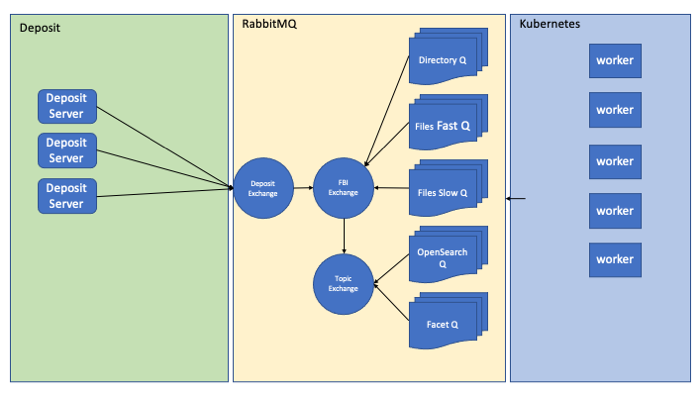 Deposit
Deposit
Server
Deposit
Server
Deposit
Server
RabbitMQ
Deposit
Exchange
FBI
Exchange
Topic
Exchange
Directory Q
Files Fast Q
Files Slow Q
OpenSearch
Q
Facet Q
Kubernetes
worker
worker
worker
worker
worker